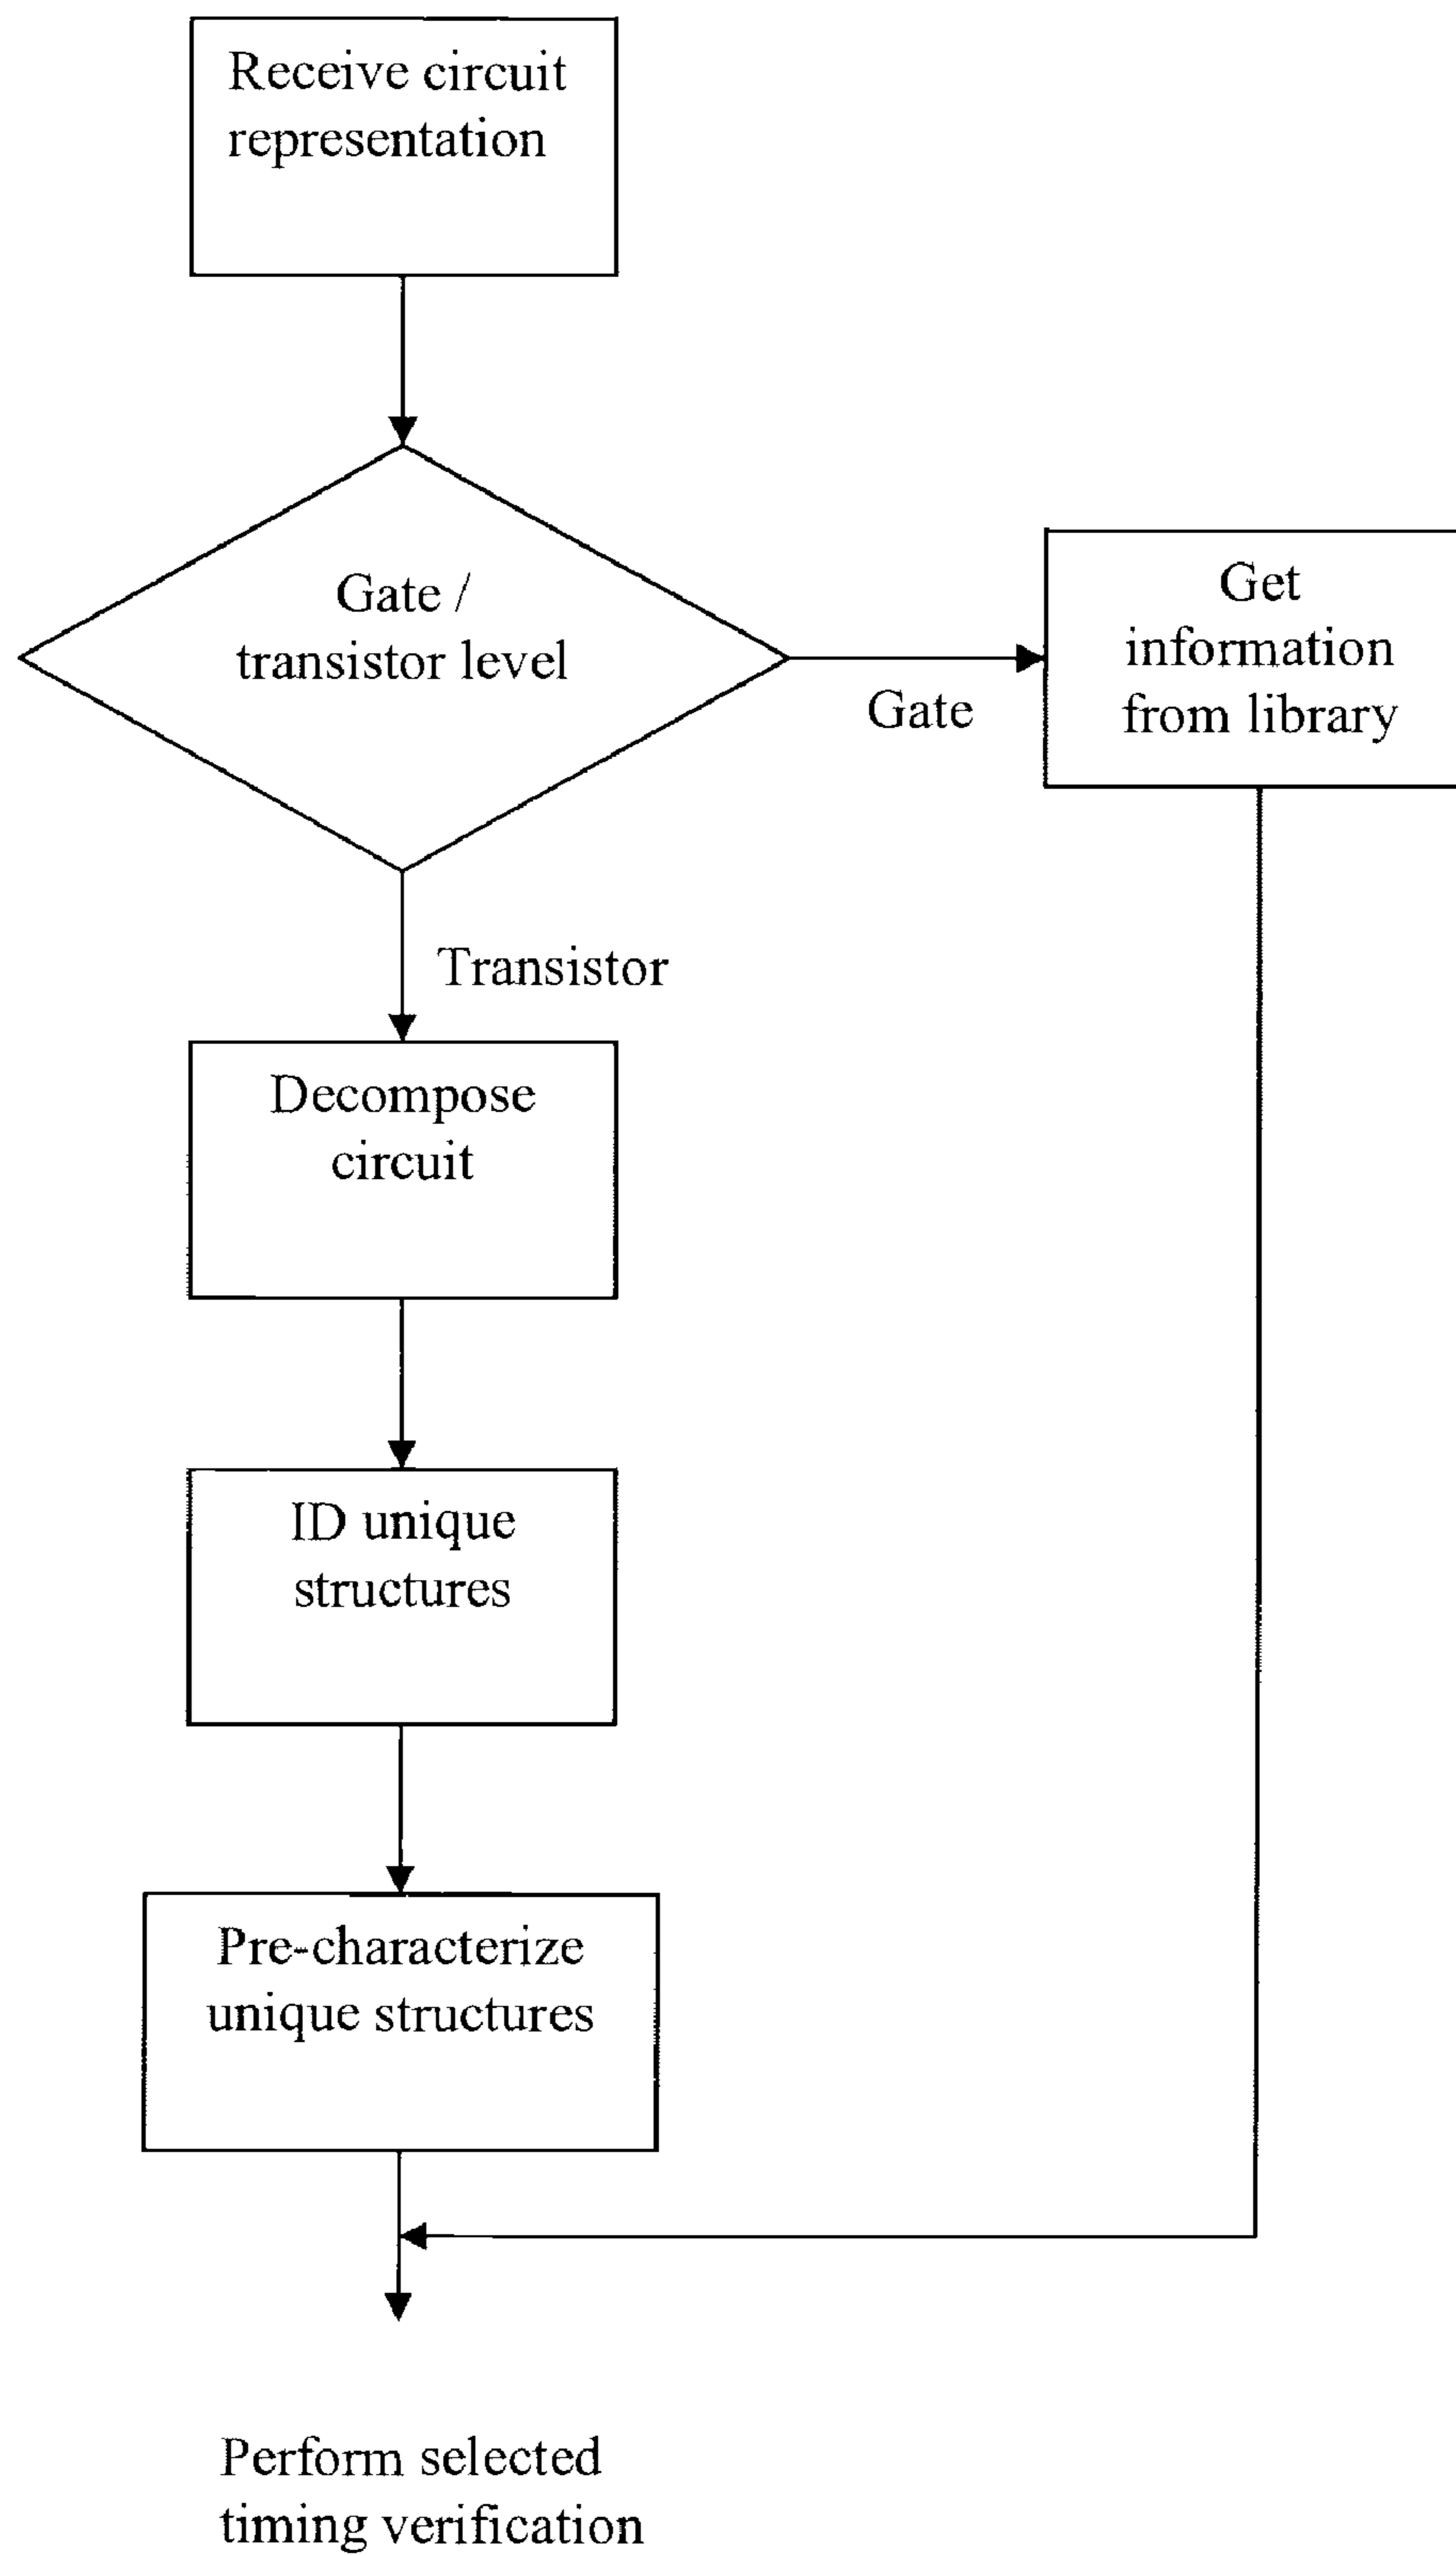 Receive circuit
representation
Gate /
transistor level
Gate
Get
information
from library
Transistor
Decompose
circuit
ID unique
structures
Pre-characterize
unique structures
Perform selected
timing verification